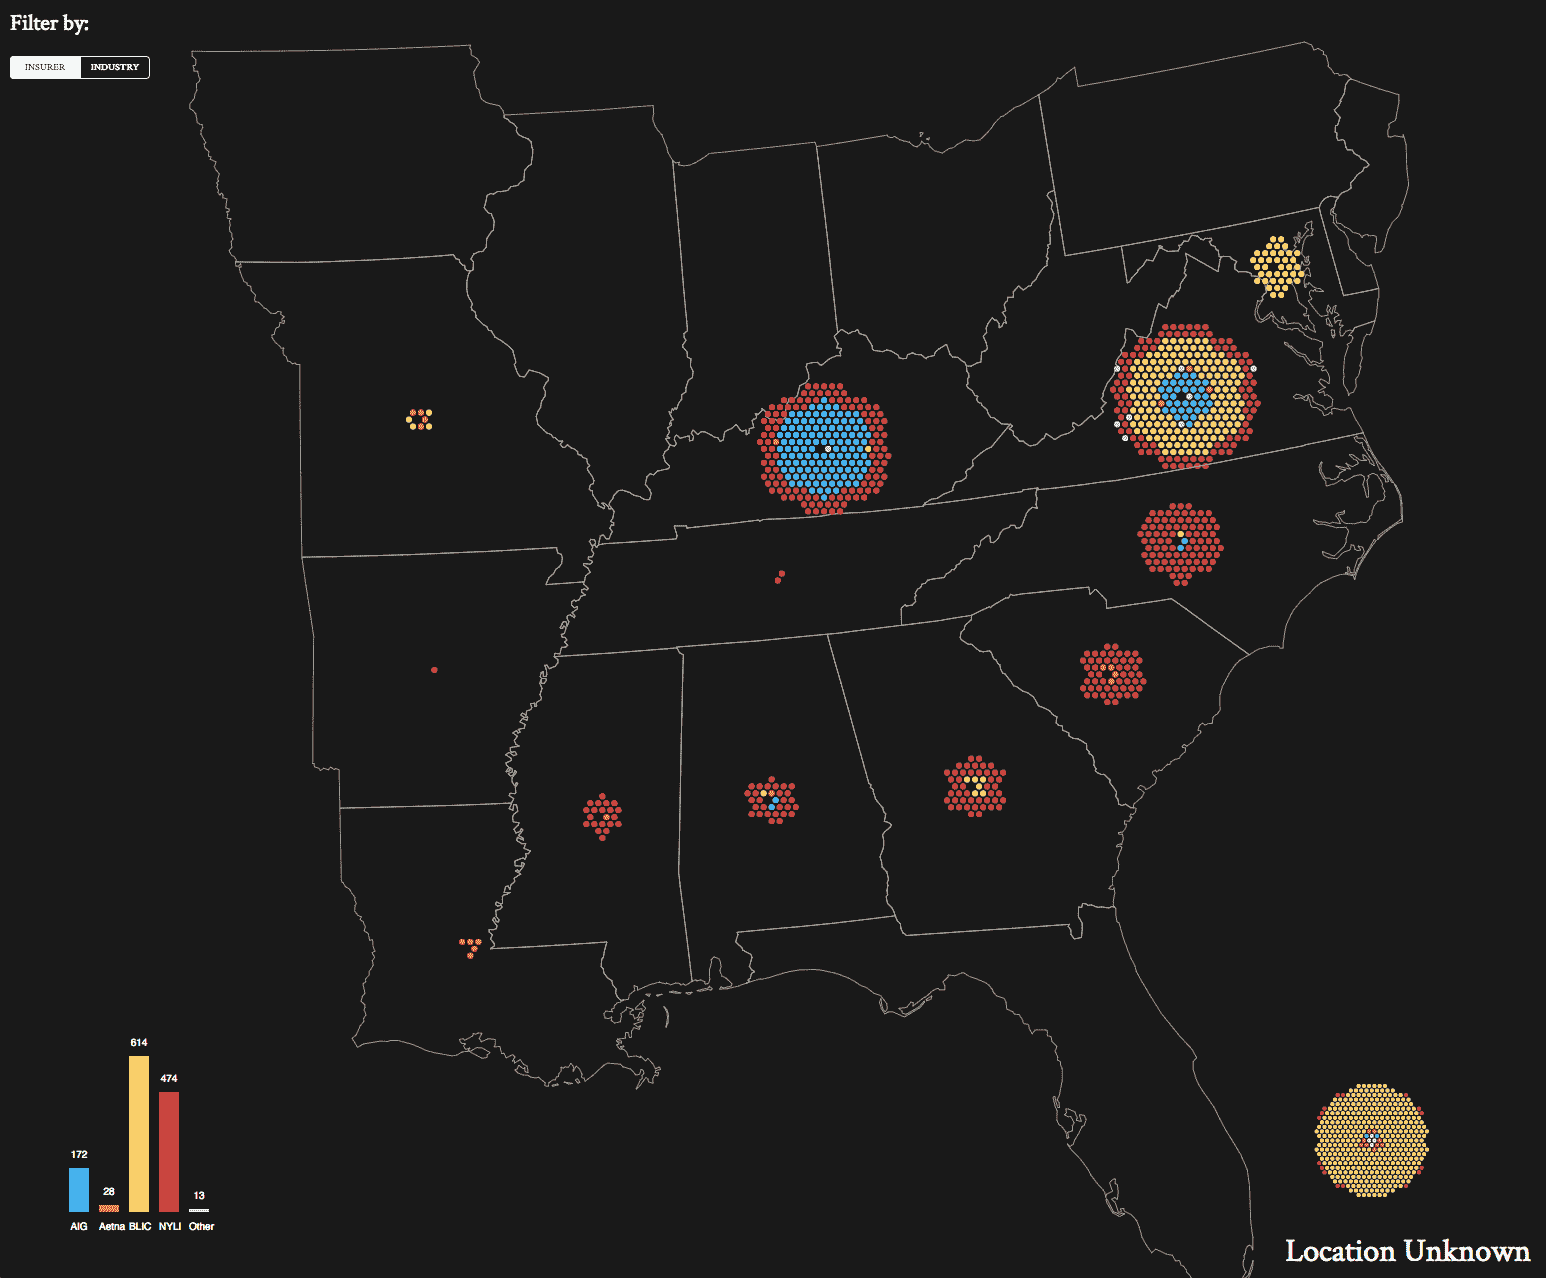 Filter by:
INSURER INDUSTRY
614
474
172
28
13
AIG Aetna BLIC NYLI Other
Location Unknown